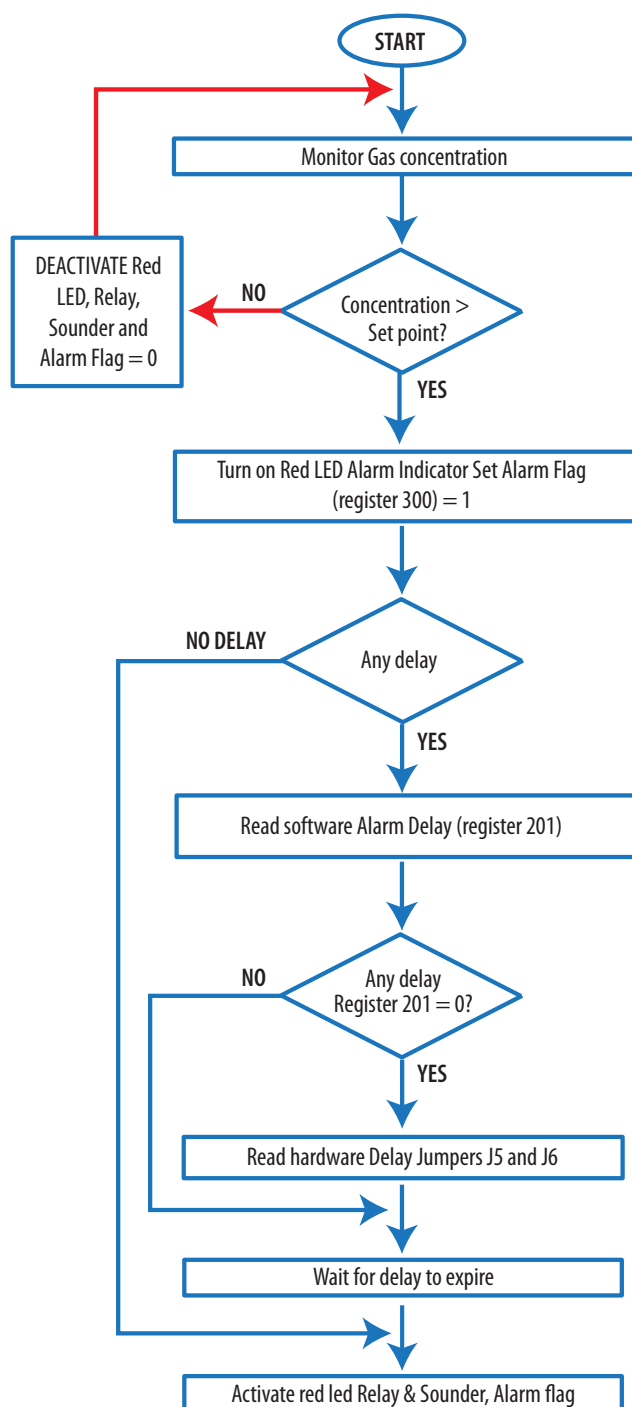 START
Monitor Gas concentration
DEACTIVATE Red
LED, Relay,
Sounder and
Alarm Flag = 0
NO
Concentration >
Set point?
YES
Turn on Red LED Alarm Indicator Set Alarm Flag
(register 300) = 1
NO DELAY
Any delay
YES
Read software Alarm Delay (register 201)
NO
Any delay
Register 201 = 0?
YES
Read hardware Delay Jumpers J5 and J6
Wait for delay to expire
Activate red led Relay & Sounder, Alarm flag